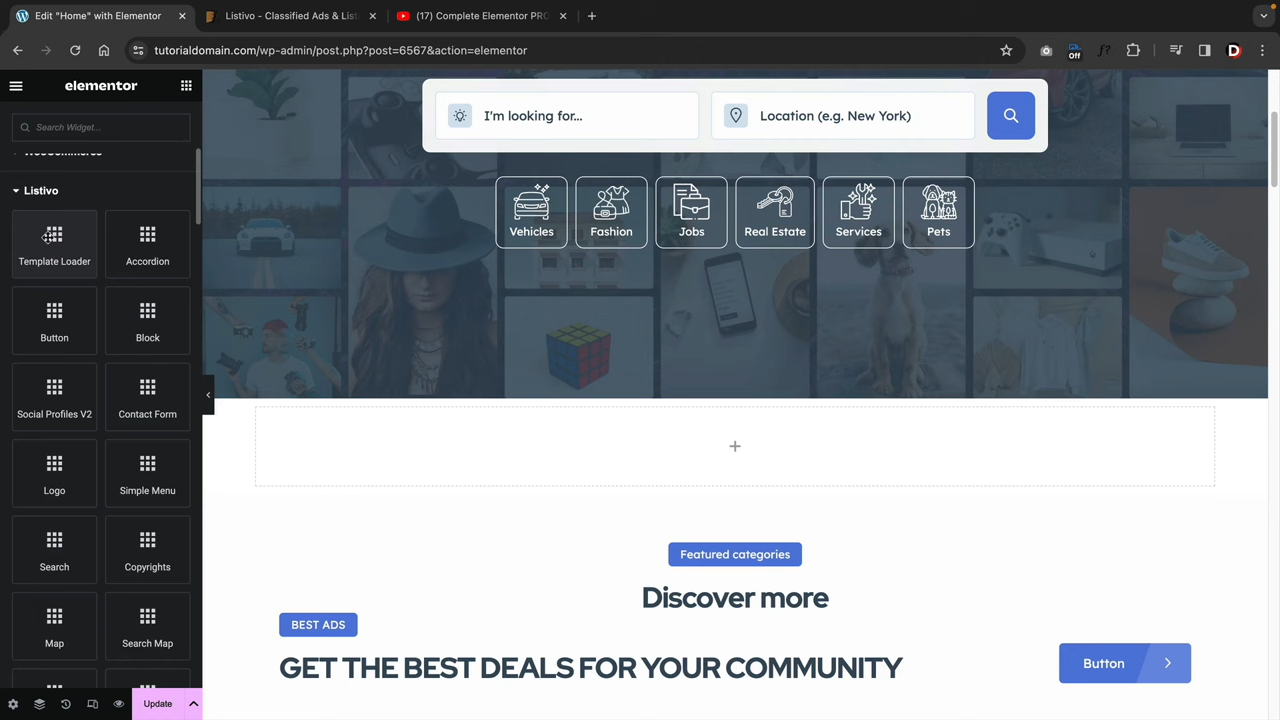 Edit "Home" with Elementor
Listivo - Classified Ads & List
(17) Complete Elementor PRO
tutorialdomain.com/wp-admin/post.php?post=6567&action=elementor
Off
D
elementor
Search Widget...
WooCommerce
Listivo
Template Loader
Accordion
Button
Block
Social Profiles V2
Contact Form
Logo
Simple Menu
Search
Copyrights
Map
Search Map
Update
I'm looking for...
Location (e.g. New York)
Vehicles
Fashion
Jobs
Real Estate
Services
Pets
Featured categories
Discover more
BEST ADS
GET THE BEST DEALS FOR YOUR COMMUNITY
Button